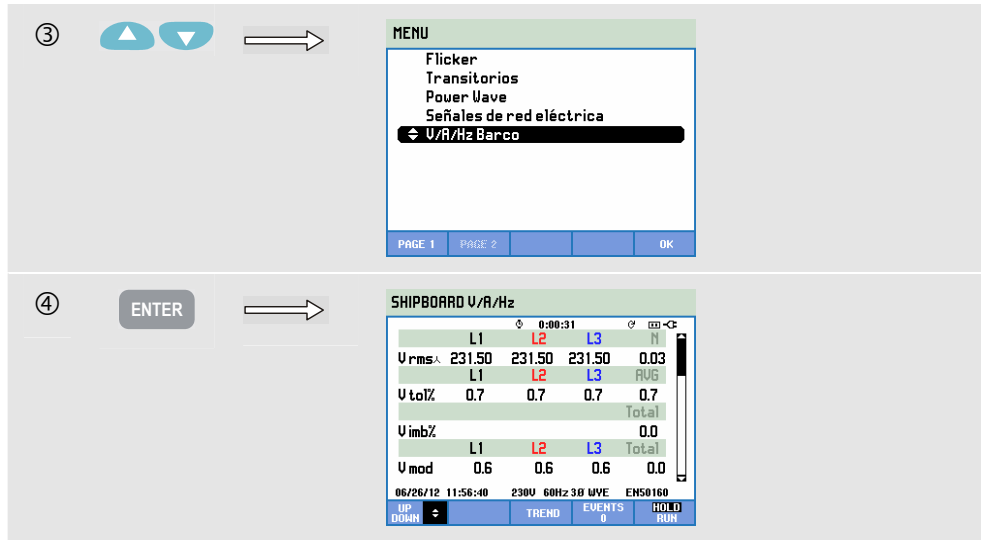 ③
MENU
Flicker
Transitorios
Power Wave
Señales de red eléctrica
V/A/Hz Barco
PAGE 1 PAGE 2 OK
④ ENTER
SHIPBOARD V/A/Hz
0:00:31
L1 L2 L3 N
Vrms 231.50 231.50 231.50 0.03
L1 L2 L3 AVG
V tol% 0.7 0.7 0.7 0.7
Total
V imb% 0.0
L1 L2 L3 Total
V mod 0.6 0.6 0.6 0.0
06/26/12 11:56:40 230V 60Hz 3Ø WYE EN50160
UP DOWN TREND EVENTS 0 HOLD RUN